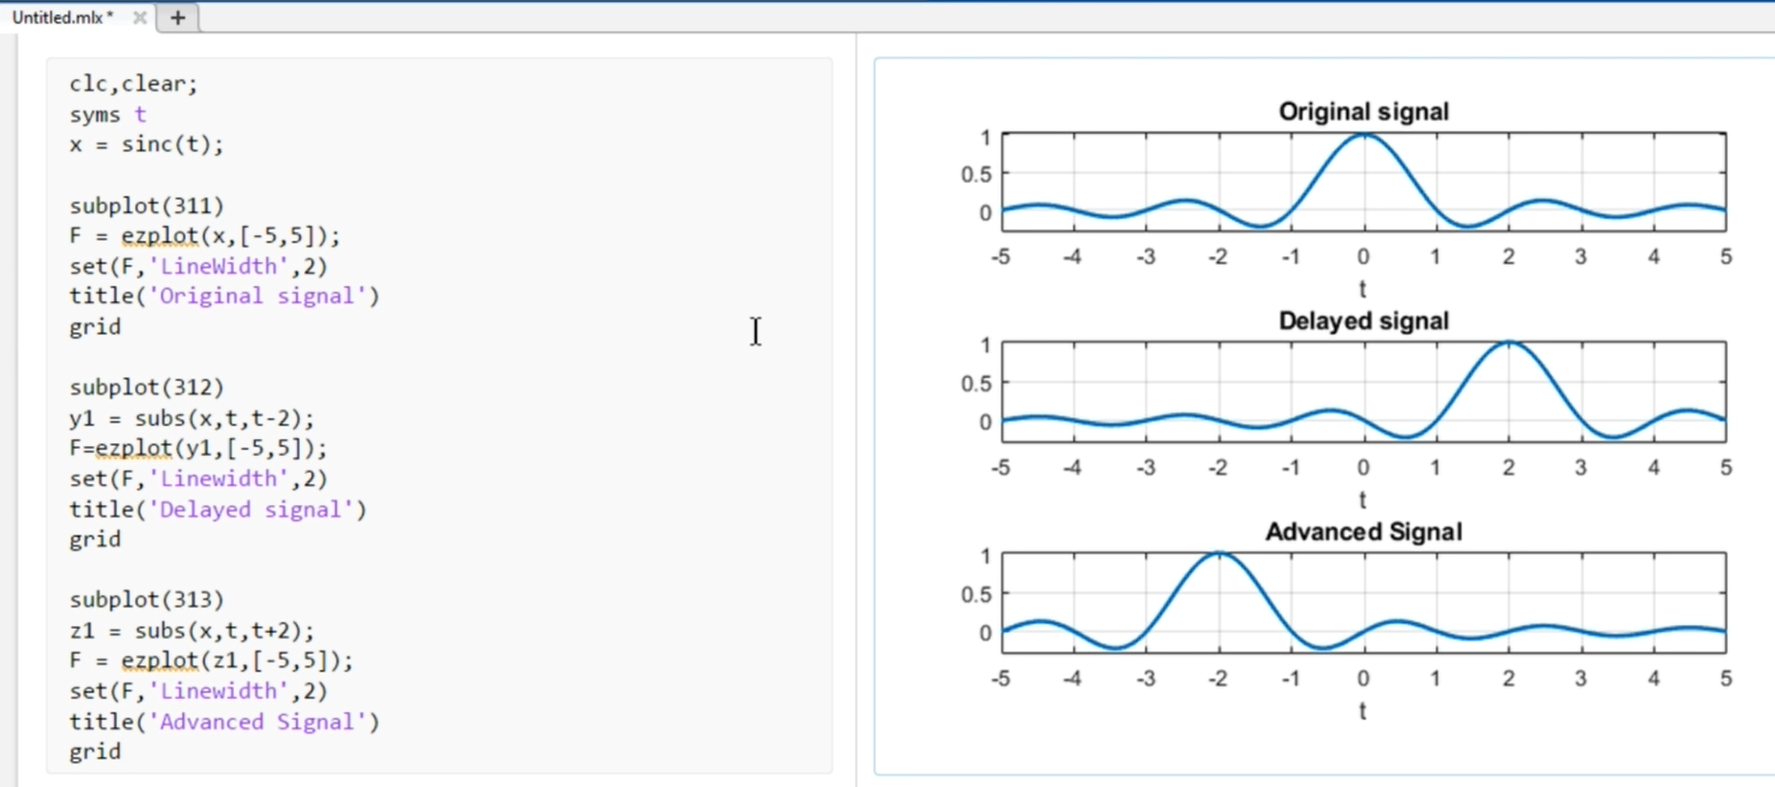 Untitled.mlx *
clc,clear;
syms t
x = sinc(t);
subplot(311)
F = ezplot(x,[-5,5]);
set(F,'LineWidth',2)
title('Original signal')
grid
subplot(312)
y1 = subs(x,t,t-2);
F=ezplot(y1,[-5,5]);
set(F,'Linewidth',2)
title('Delayed signal')
grid
subplot(313)
z1 = subs(x,t,t+2);
F = ezplot(z1,[-5,5]);
set(F,'Linewidth',2)
title('Advanced Signal')
grid
Original signal
1
0.5
0
-5 -4 -3 -2 -1 0 1 2 3 4 5
t
Delayed signal
1
0.5
0
-5 -4 -3 -2 -1 0 1 2 3 4 5
t
Advanced Signal
1
0.5
0
-5 -4 -3 -2 -1 0 1 2 3 4 5
t